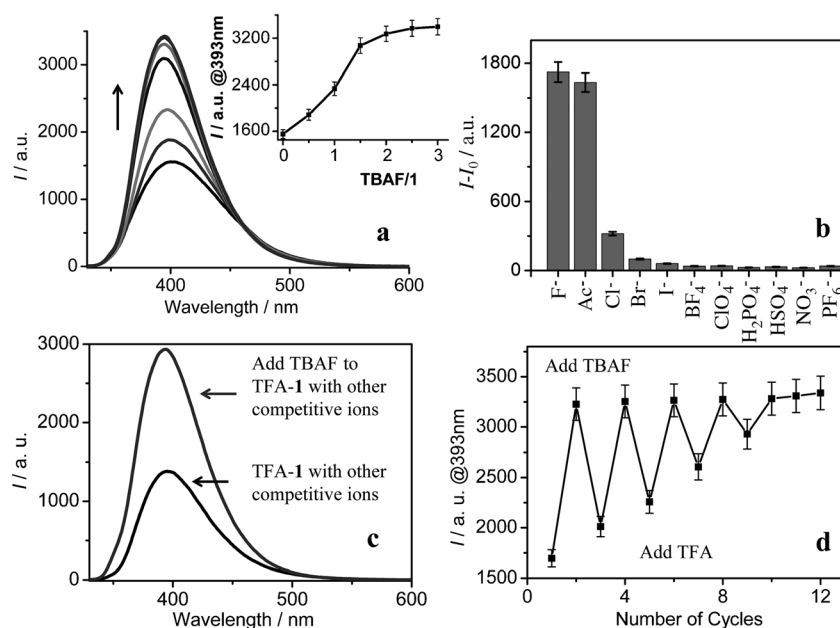 I / a.u.
3000
2000
1000
0
400
500
600
Wavelength / nm
a
I / a.u. @393nm
3200
2400
1600
0
1
2
3
TBAF/1
I-I0 / a.u.
1800
1200
600
0
F-
Ac-
Cl-
Br-
I-
BF4-
ClO4-
H2PO4-
HSO4-
NO3-
PF6-
b
I / a. u.
3000
2000
1000
0
400
500
600
Wavelength / nm
Add TBAF to
TFA-1 with other
competitive ions
TFA-1 with other
competitive ions
c
I / a. u. @393nm
3500
3000
2500
2000
1500
0
4
8
12
Number of Cycles
Add TBAF
Add TFA
d